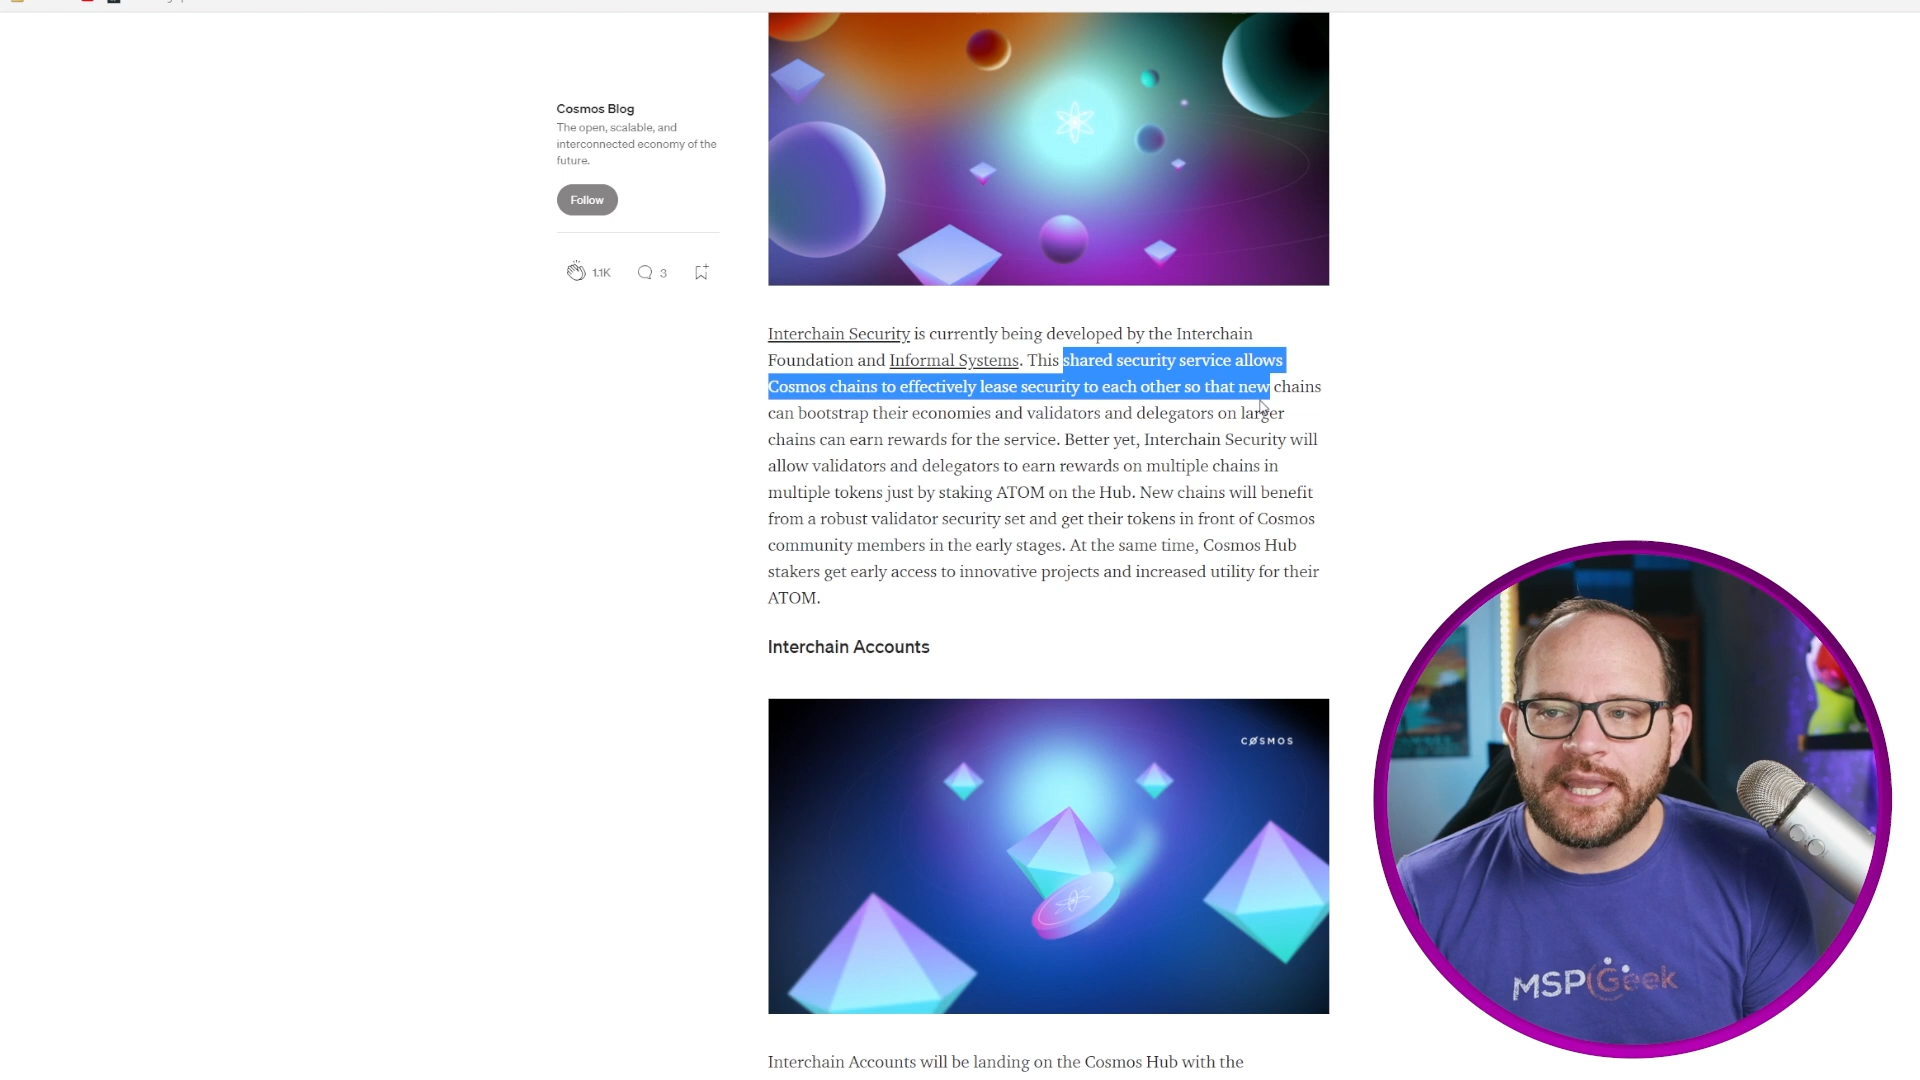 Cosmos Blog
The open, scalable, and
interconnected economy of the
future.
Follow
1.1K
3
Interchain Security is currently being developed by the Interchain
Foundation and Informal Systems. This shared security service allows
Cosmos chains to effectively lease security to each other so that new chains
can bootstrap their economies and validators and delegators on larger
chains can earn rewards for the service. Better yet, Interchain Security will
allow validators and delegators to earn rewards on multiple chains in
multiple tokens just by staking ATOM on the Hub. New chains will benefit
from a robust validator security set and get their tokens in front of Cosmos
community members in the early stages. At the same time, Cosmos Hub
stakers get early access to innovative projects and increased utility for their
ATOM.
Interchain Accounts
CØSMOS
Interchain Accounts will be landing on the Cosmos Hub with the
MSP(Geek